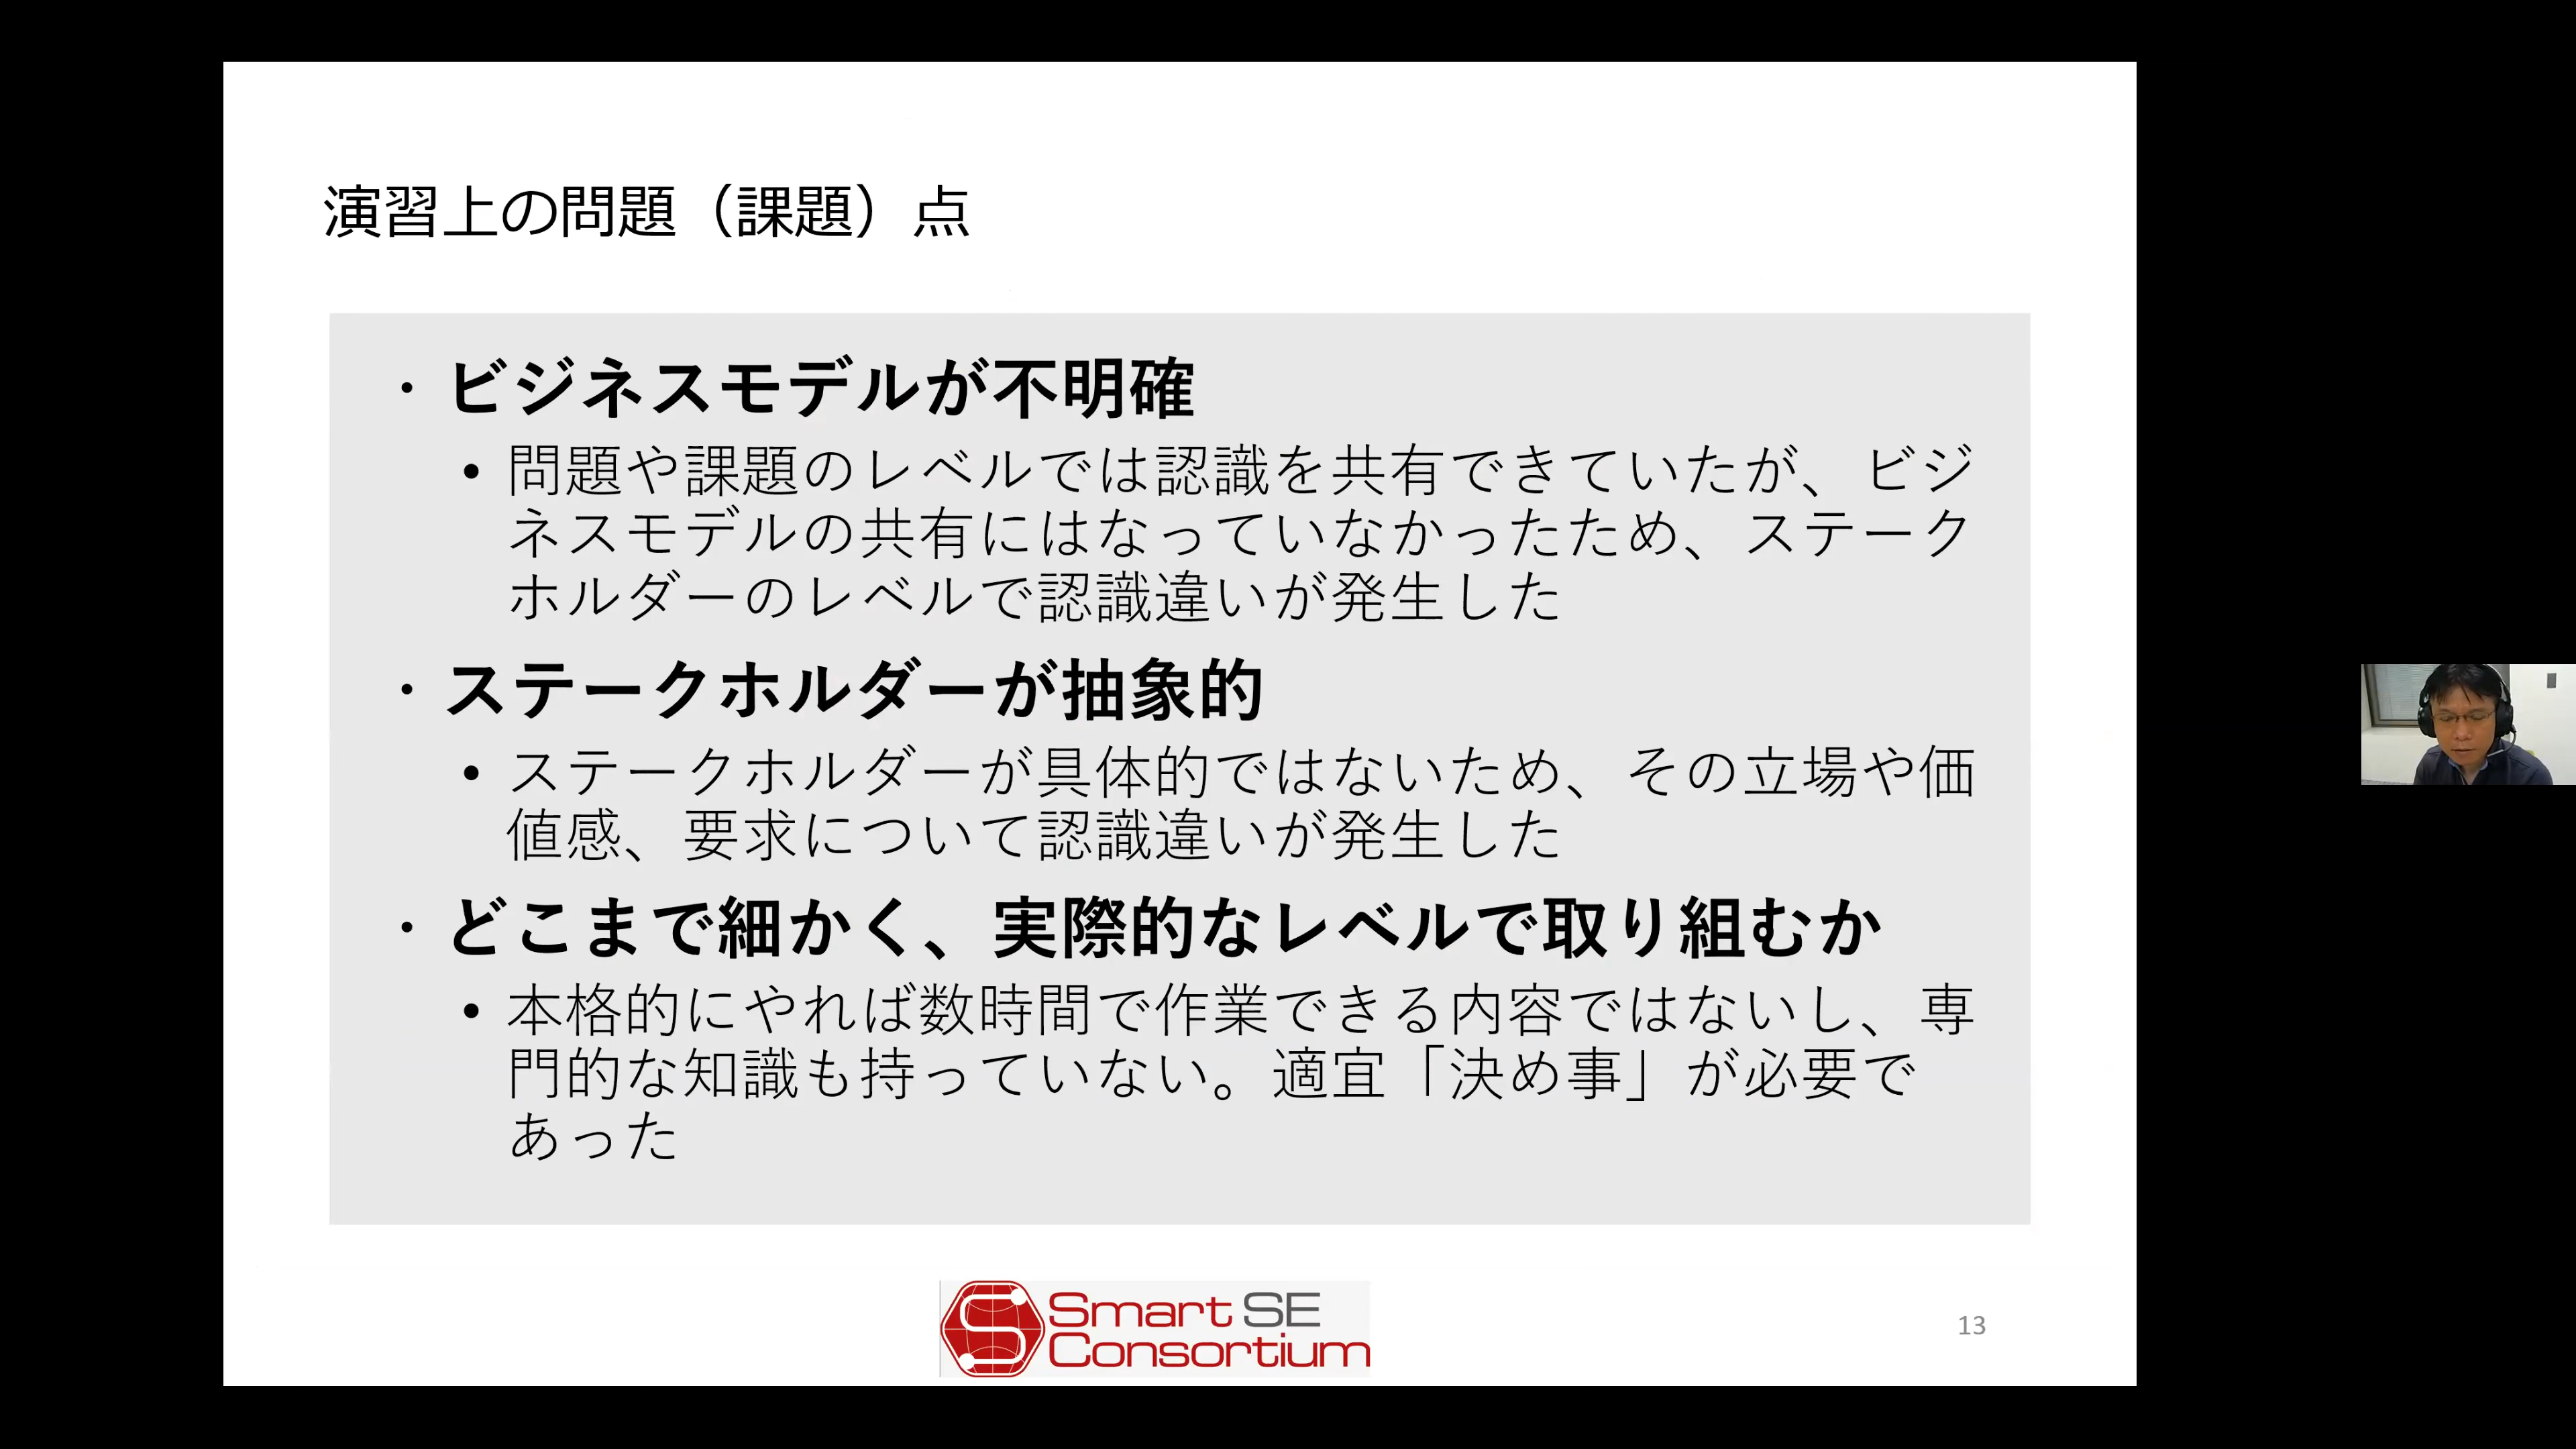 演習上の問題（課題）点
・ビジネスモデルが不明確
• 問題や課題のレベルでは認識を共有できていたが、ビジ
ネスモデルの共有にはなっていなかったため、ステーク
ホルダーのレベルで認識違いが発生した
・ステークホルダーが抽象的
• ステークホルダーが具体的ではないため、その立場や価
値感、要求について認識違いが発生した
・どこまで細かく、実際的なレベルで取り組むか
• 本格的にやれば数時間で作業できる内容ではないし、専
門的な知識も持っていない。適宜「決め事」が必要で
あった
Smart SE
Consortium
13